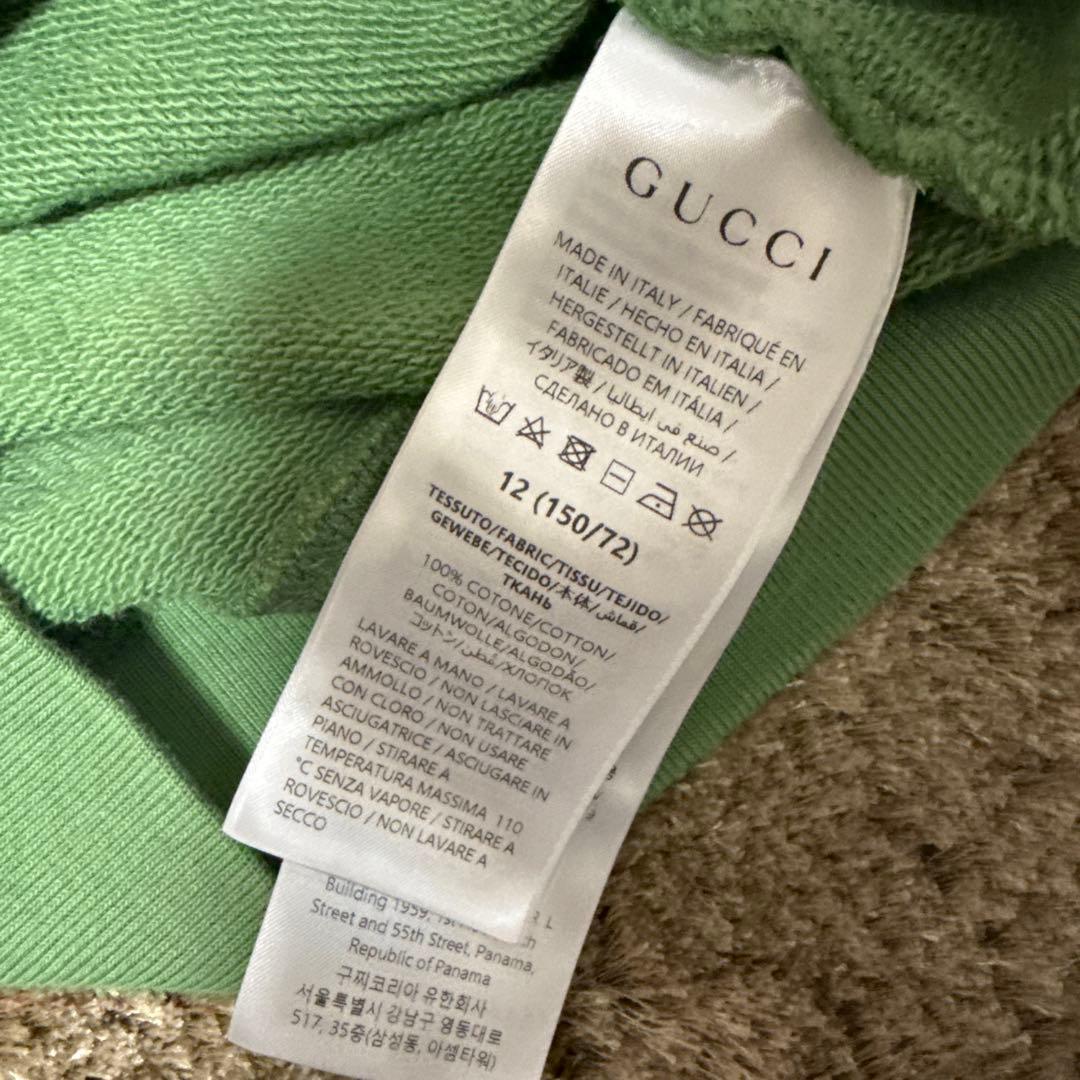 GUCCI
MADE IN ITALY / FABRIQUÉ EN
ITALIE / HECHO EN ITALIA /
HERGESTELLT IN ITALIEN /
FABRICADO EM ITÁLIA /
イタリア製 / صنع في ايطاليا /
СДЕЛАНО В ИТАЛИИ
12 (150/72)
TESSUTO/FABRIC/TISSU/TEJIDO/
GEWEBE/TECIDO/本体/قماش/
ТКАНЬ
100% COTONE/COTTON/
COTON/ALGODON/
BAUMWOLLE/ALGODÃO/
コットン/قطن/ХЛОПОК
LAVARE A MANO / LAVARE A
ROVESCIO / NON LASCIARE IN
AMMOLLO / NON TRATTARE
CON CLORO / NON USARE
ASCIUGATRICE / ASCIUGARE IN
PIANO / STIRARE A
TEMPERATURA MASSIMA 110
°C SENZA VAPORE / STIRARE A
ROVESCIO / NON LAVARE A
SECCO
Building 1959, L
Street and 55th Street, Panama,
Republic of Panama
구찌코리아 유한회사
서울특별시 강남구 영동대로
517, 35층(삼성동, 아셈타워)